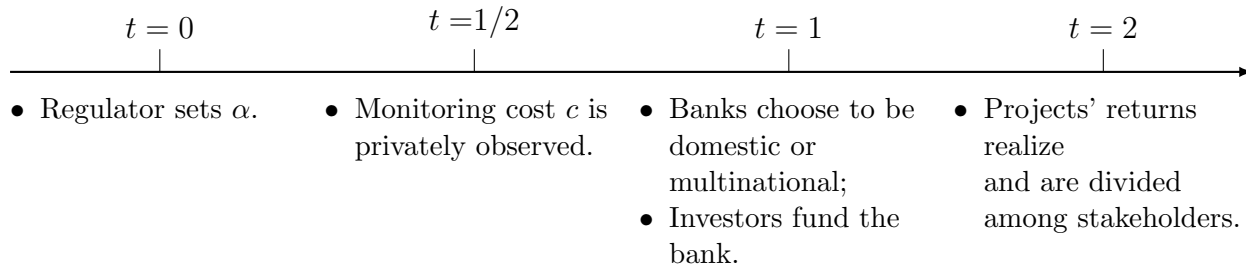 t = 0
t =1/2
t = 1
t = 2
• Regulator sets α.
• Monitoring cost c is
privately observed.
• Banks choose to be
domestic or
multinational;
• Investors fund the
bank.
• Projects' returns
realize
and are divided
among stakeholders.